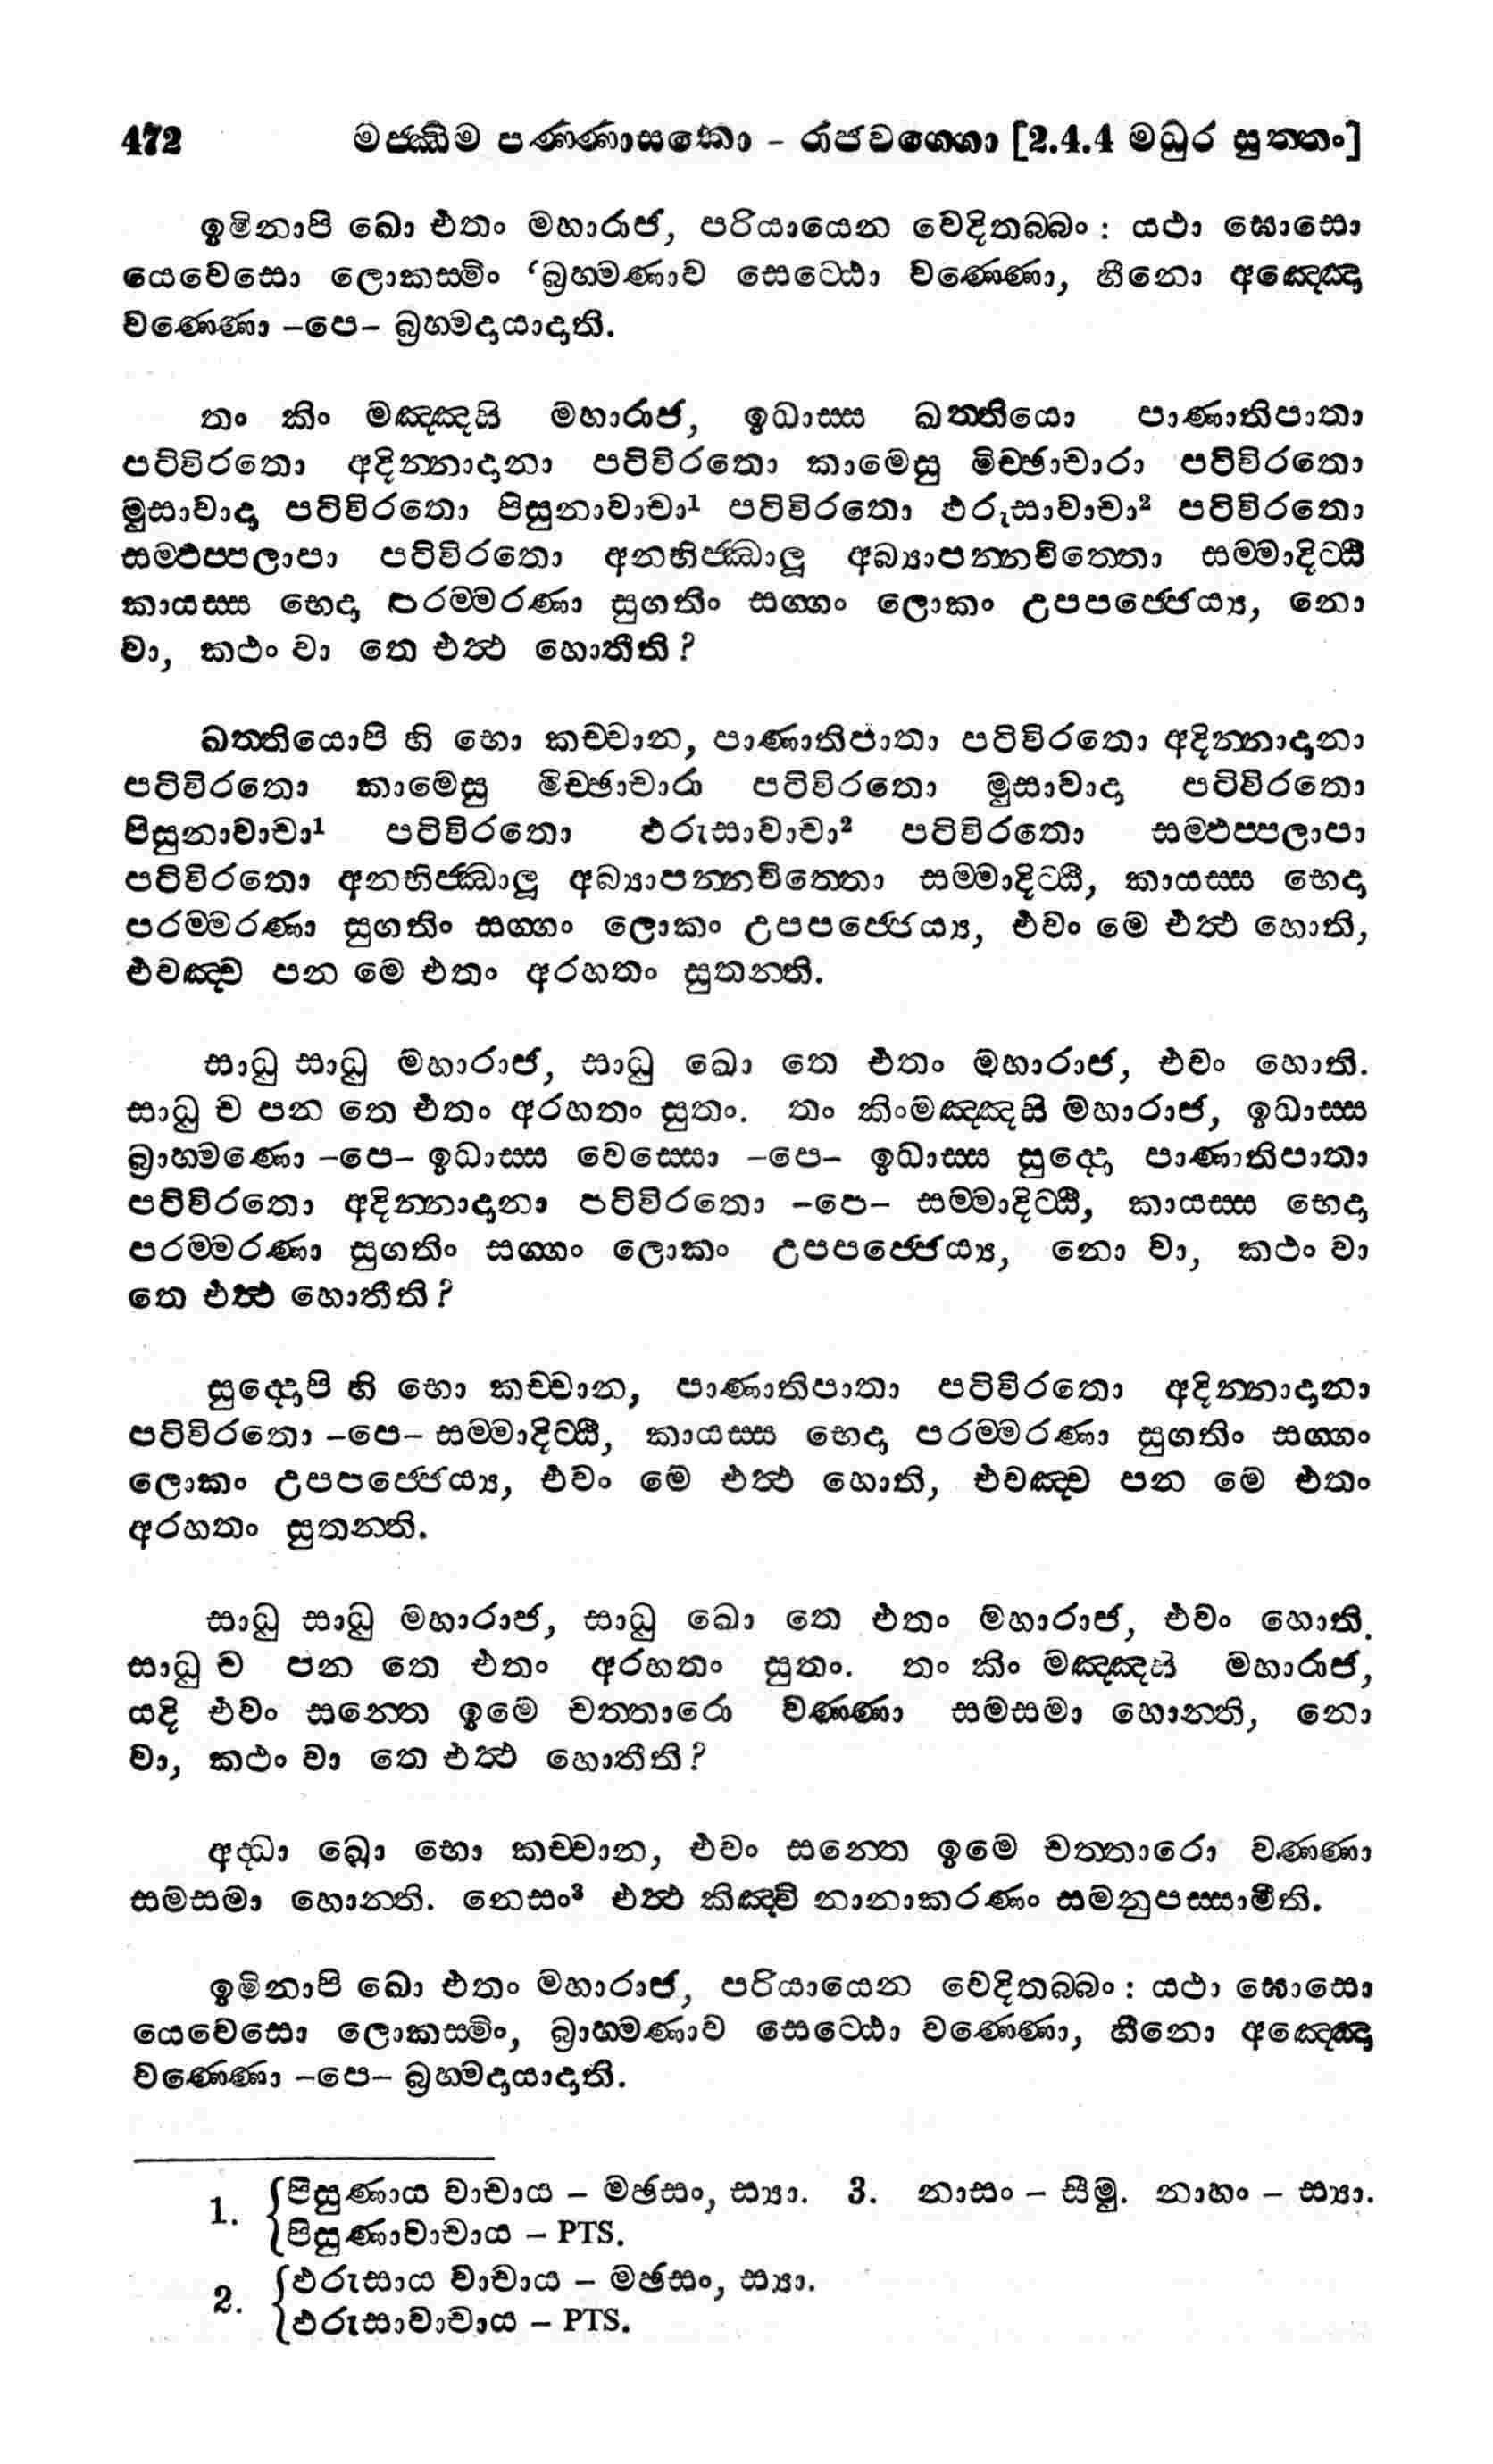 472 මජ්ඣිම පණ්ණාසකො - රාජවග්ගො [2.4.4 මධුර සුත්තං]
ඉමිනාපි ඛො එතං මහාරාජ, පරියායෙන වෙදිතබ්බං : යථා ඝොසො
යෙවෙසො ලොකස්මිං ‘බ්‍රහ්මණාව සෙට්ඨො වණ්ණො, හීනො අඤ්ඤො
වණ්ණො –පෙ– බ්‍රහ්මදායාදාති.
තං කිං මඤ්ඤසි මහාරාජ, ඉධාස්ස ඛත්තියො පාණාතිපාතා
පටිවිරතො අදින්නාදානා පටිවිරතො කාමෙසු මිච්ඡාචාරා පටිවිරතො
මුසාවාදා පටිවිරතො පිසුනාවාචා¹ පටිවිරතො ඵරුසාවාචා² පටිවිරතො
සම්ඵප්පලාපා පටිවිරතො අනභිජ්ඣාලූ අබ්‍යාපන්නචිත්තො සම්මාදිට්ඨී
කායස්ස භෙදා පරම්මරණා සුගතිං සග්ගං ලොකං උපපජ්ජෙය්‍ය, නො
වා, කථං වා තෙ එත්ථ හොතීති?
ඛත්තියොපි හි භො කච්චාන, පාණාතිපාතා පටිවිරතො අදින්නාදානා
පටිවිරතො කාමෙසු මිච්ඡාචාරා පටිවිරතො මුසාවාදා පටිවිරතො
පිසුනාවාචා¹ පටිවිරතො ඵරුසාවාචා² පටිවිරතො සම්ඵප්පලාපා
පටිවිරතො අනභිජ්ඣාලූ අබ්‍යාපන්නචිත්තො සම්මාදිට්ඨී, කායස්ස භෙදා
පරම්මරණා සුගතිං සග්ගං ලොකං උපපජ්ජෙය්‍ය, එවං මෙ එත්ථ හොති,
එවඤ්ච පන මෙ එතං අරහතං සුතන්ති.
සාධු සාධු මහාරාජ, සාධු ඛො තෙ එතං මහාරාජ, එවං හොති.
සාධු ච පන තෙ එතං අරහතං සුතං. තං කිංමඤ්ඤසි මහාරාජ, ඉධාස්ස
බ්‍රාහ්මණො –පෙ– ඉධාස්ස වෙස්සො –පෙ– ඉධාස්ස සුද්දො පාණාතිපාතා
පටිවිරතො අදින්නාදානා පටිවිරතො –පෙ– සම්මාදිට්ඨී, කායස්ස භෙදා
පරම්මරණා සුගතිං සග්ගං ලොකං උපපජ්ජෙය්‍ය, නො වා, කථං වා
තෙ එත්ථ හොතීති?
සුද්දොපි හි භො කච්චාන, පාණාතිපාතා පටිවිරතො අදින්නාදානා
පටිවිරතො –පෙ– සම්මාදිට්ඨී, කායස්ස භෙදා පරම්මරණා සුගතිං සග්ගං
ලොකං උපපජ්ජෙය්‍ය, එවං මෙ එත්ථ හොති, එවඤ්ච පන මෙ එතං
අරහතං සුතන්ති.
සාධු සාධු මහාරාජ, සාධු ඛො තෙ එතං මහාරාජ, එවං හොති.
සාධු ච පන තෙ එතං අරහතං සුතං. තං කිං මඤ්ඤසි මහාරාජ,
යදි එවං සන්තෙ ඉමෙ චත්තාරො වණ්ණා සමසමා හොන්ති, නො
වා, කථං වා තෙ එත්ථ හොතීති?
අද්ධා ඛො භො කච්චාන, එවං සන්තෙ ඉමෙ චත්තාරො වණ්ණා
සමසමා හොන්ති. නෙසං³ එත්ථ කිඤ්චි නානාකරණං සමනුපස්සාමීති.
ඉමිනාපි ඛො එතං මහාරාජ, පරියායෙන වෙදිතබ්බං : යථා ඝොසො
යෙවෙසො ලොකස්මිං, බ්‍රාහ්මණාව සෙට්ඨො වණ්ණො, හීනො අඤ්ඤො
වණ්ණො –පෙ– බ්‍රහ්මදායාදාති.
1. {පිසුණාය වාචාය – මඡසං, ස්‍යා. 3. නාසං – සීමු. නාහං – ස්‍යා.
{පිසුණාවාචාය – PTS.
2. {ඵරුසාය වාචාය – මඡසං, ස්‍යා.
{ඵරුසාවාචාය – PTS.